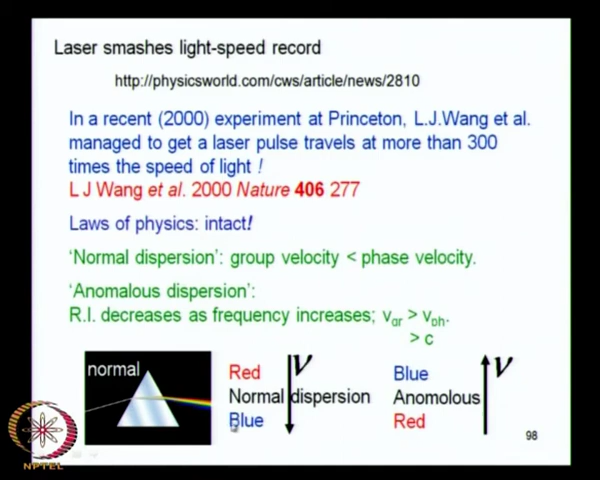 Laser smashes light-speed record
http://physicsworld.com/cws/article/news/2810
In a recent (2000) experiment at Princeton, L.J.Wang et al.
managed to get a laser pulse travels at more than 300
times the speed of light !
L J Wang et al. 2000 Nature 406 277
Laws of physics: intact!
'Normal dispersion': group velocity < phase velocity.
'Anomalous dispersion':
R.I. decreases as frequency increases; vgr > vph.
> c
normal
Red
ν
Normal dispersion
Blue
Blue
ν
Anomolous
Red
98
NPTEL